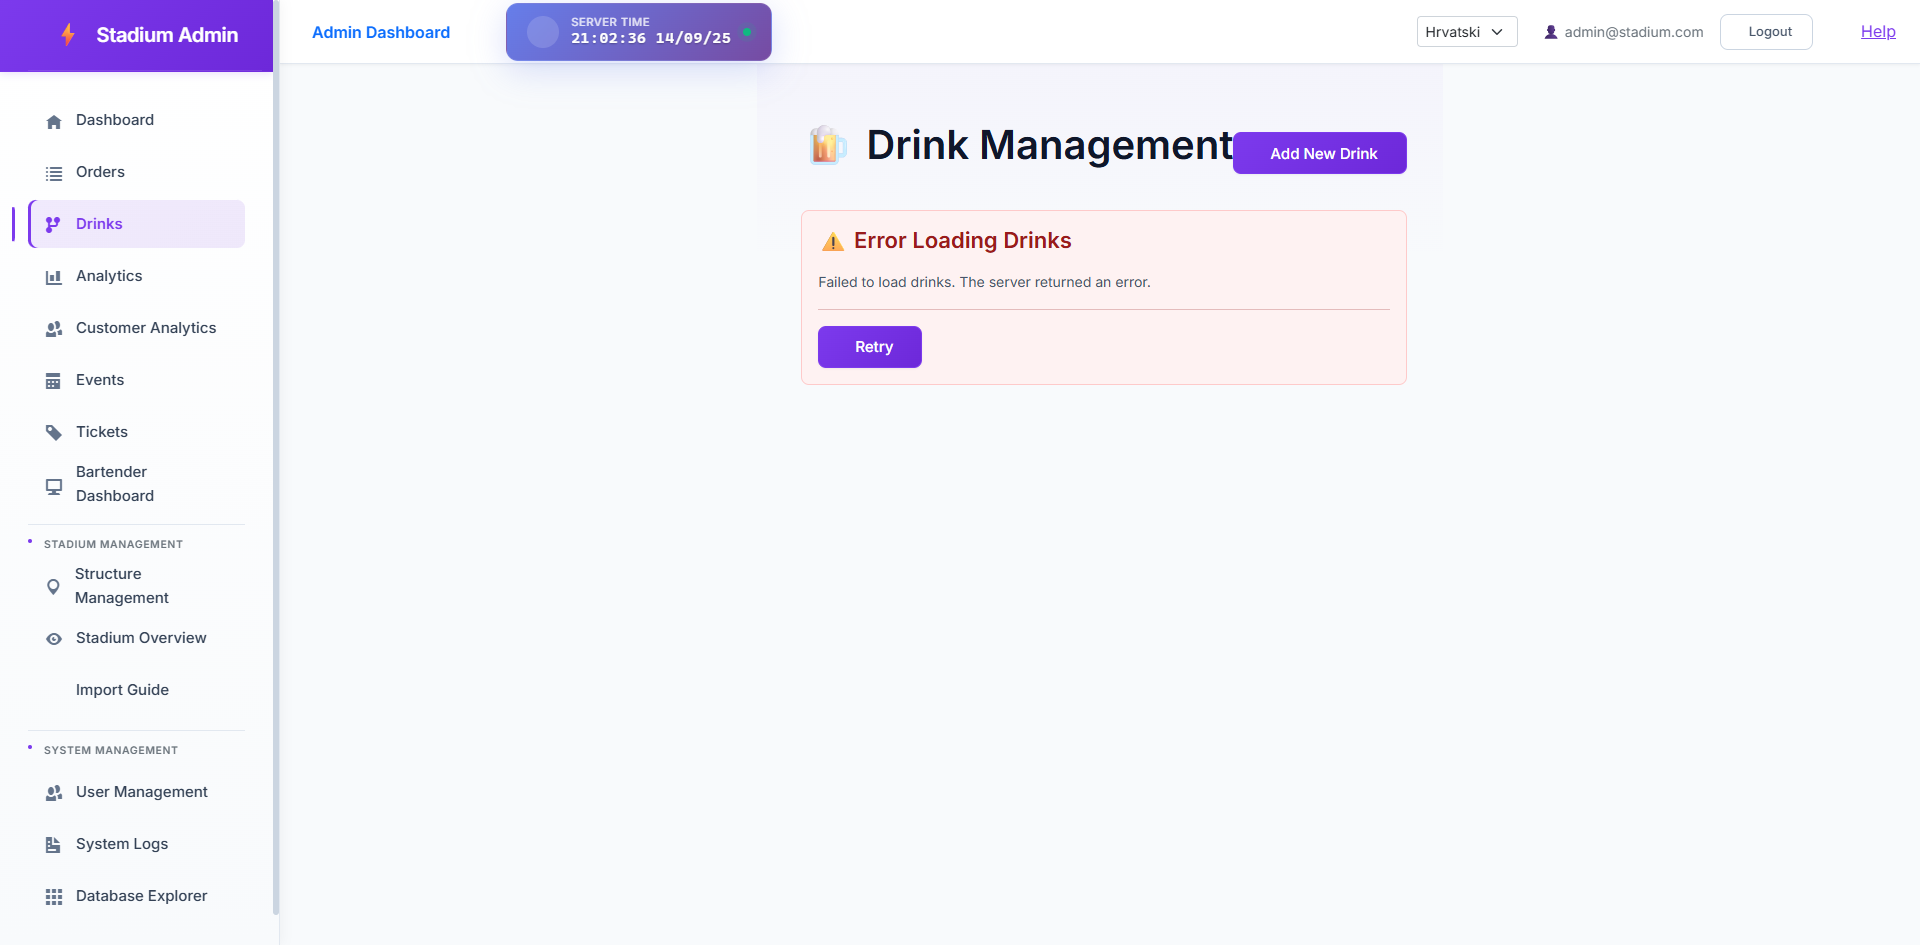 Stadium Admin
Admin Dashboard
SERVER TIME
21:02:36 14/09/25
Hrvatski
admin@stadium.com
Logout
Help
Dashboard
Orders
Drinks
Analytics
Customer Analytics
Events
Tickets
Bartender
Dashboard
STADIUM MANAGEMENT
Structure
Management
Stadium Overview
Import Guide
SYSTEM MANAGEMENT
User Management
System Logs
Database Explorer
Drink Management
Add New Drink
Error Loading Drinks
Failed to load drinks. The server returned an error.
Retry